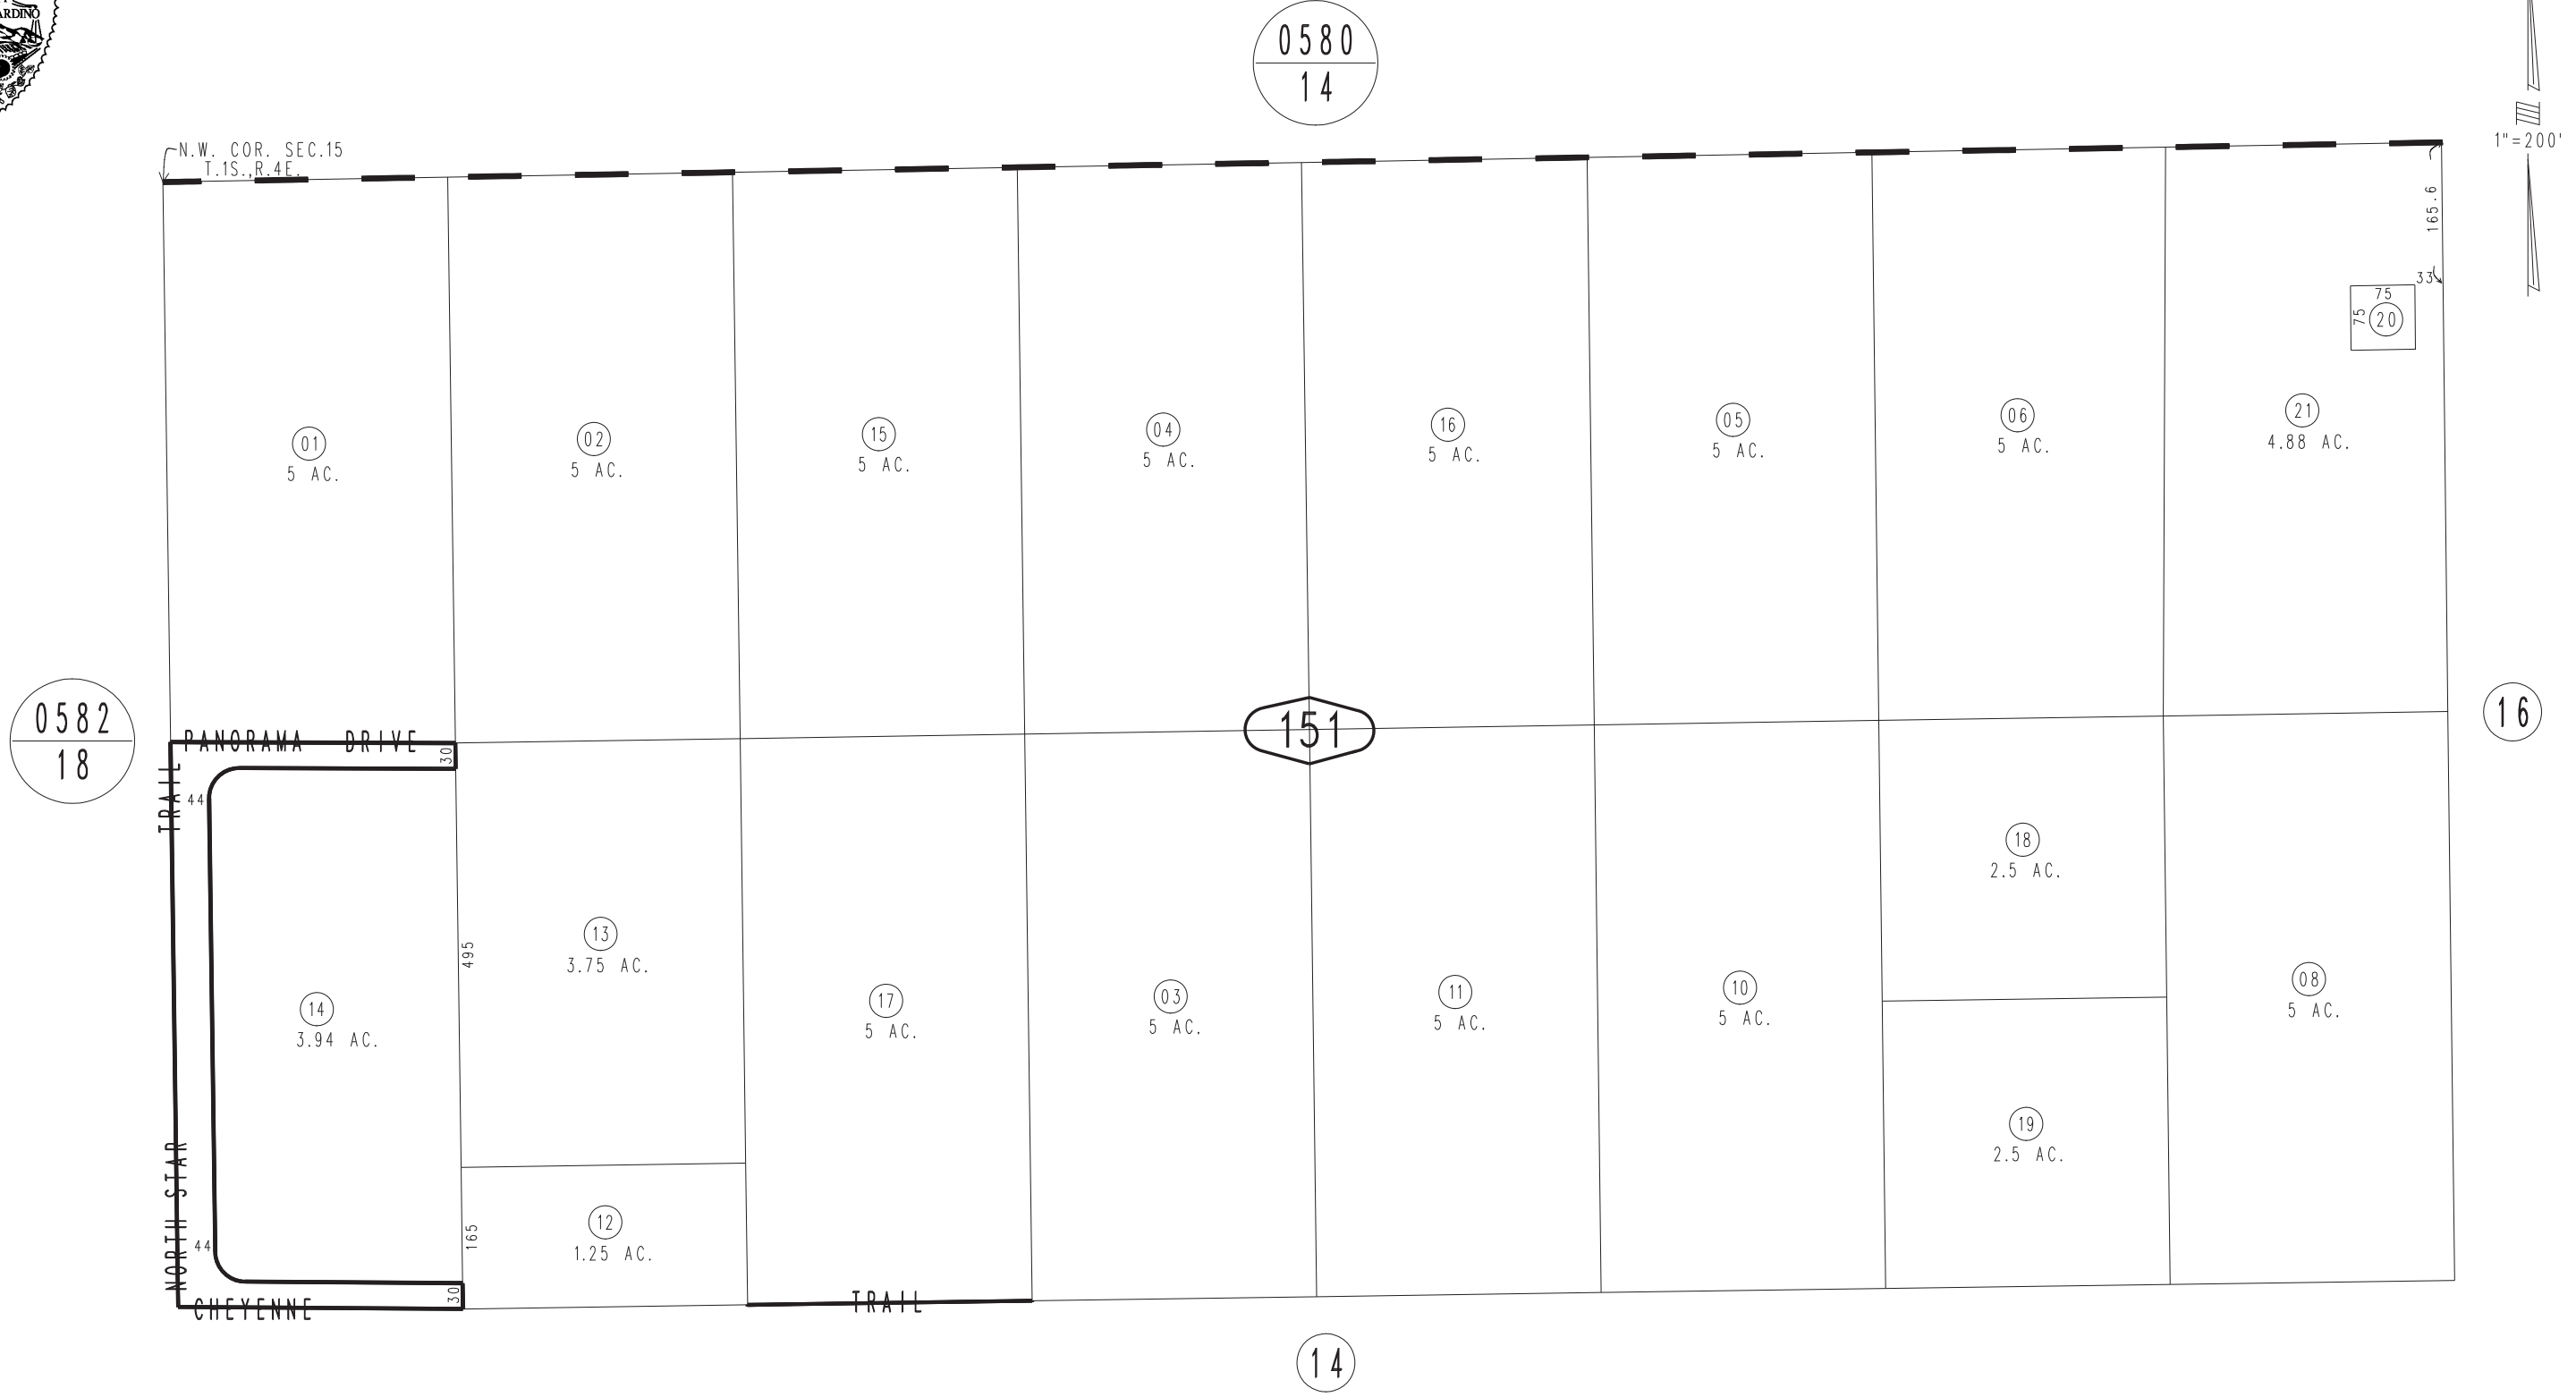 ARDINO
0580
14
1"=200'
N.W. COR. SEC.15
T.1S.,R.4E.
165.6
33
75
75
20
01
5 AC.
02
5 AC.
15
5 AC.
04
5 AC.
16
5 AC.
05
5 AC.
06
5 AC.
21
4.88 AC.
0582
18
151
16
PANORAMA DRIVE
30
TRAIL
44
18
2.5 AC.
13
3.75 AC.
495
14
3.94 AC.
17
5 AC.
03
5 AC.
11
5 AC.
10
5 AC.
08
5 AC.
19
2.5 AC.
NORTH STAR
44
165
12
1.25 AC.
30
CHEYENNE
TRAIL
14